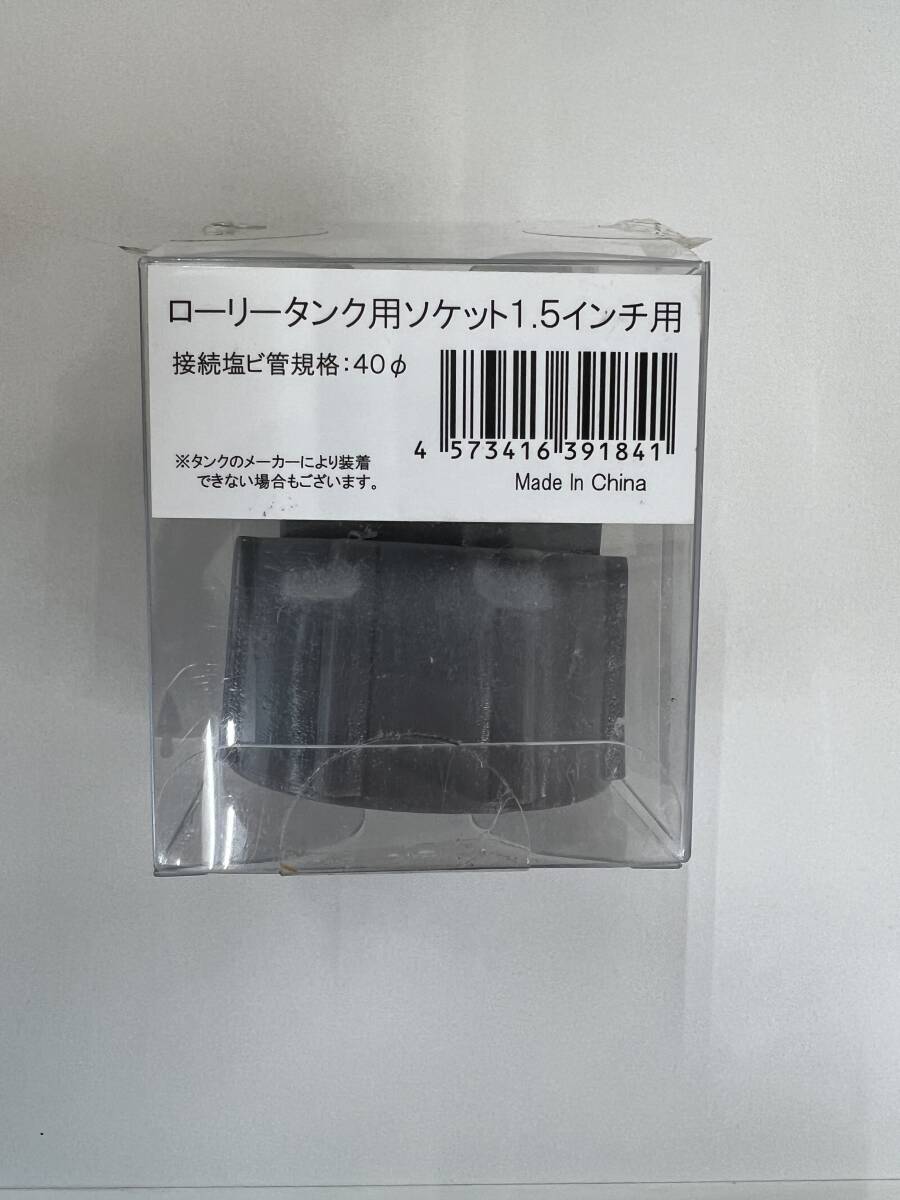 ローリータンク用ソケット1.5インチ用
接続塩ビ管規格:40φ
4 573416 391841
※タンクのメーカーにより装着
できない場合もございます。
Made In China